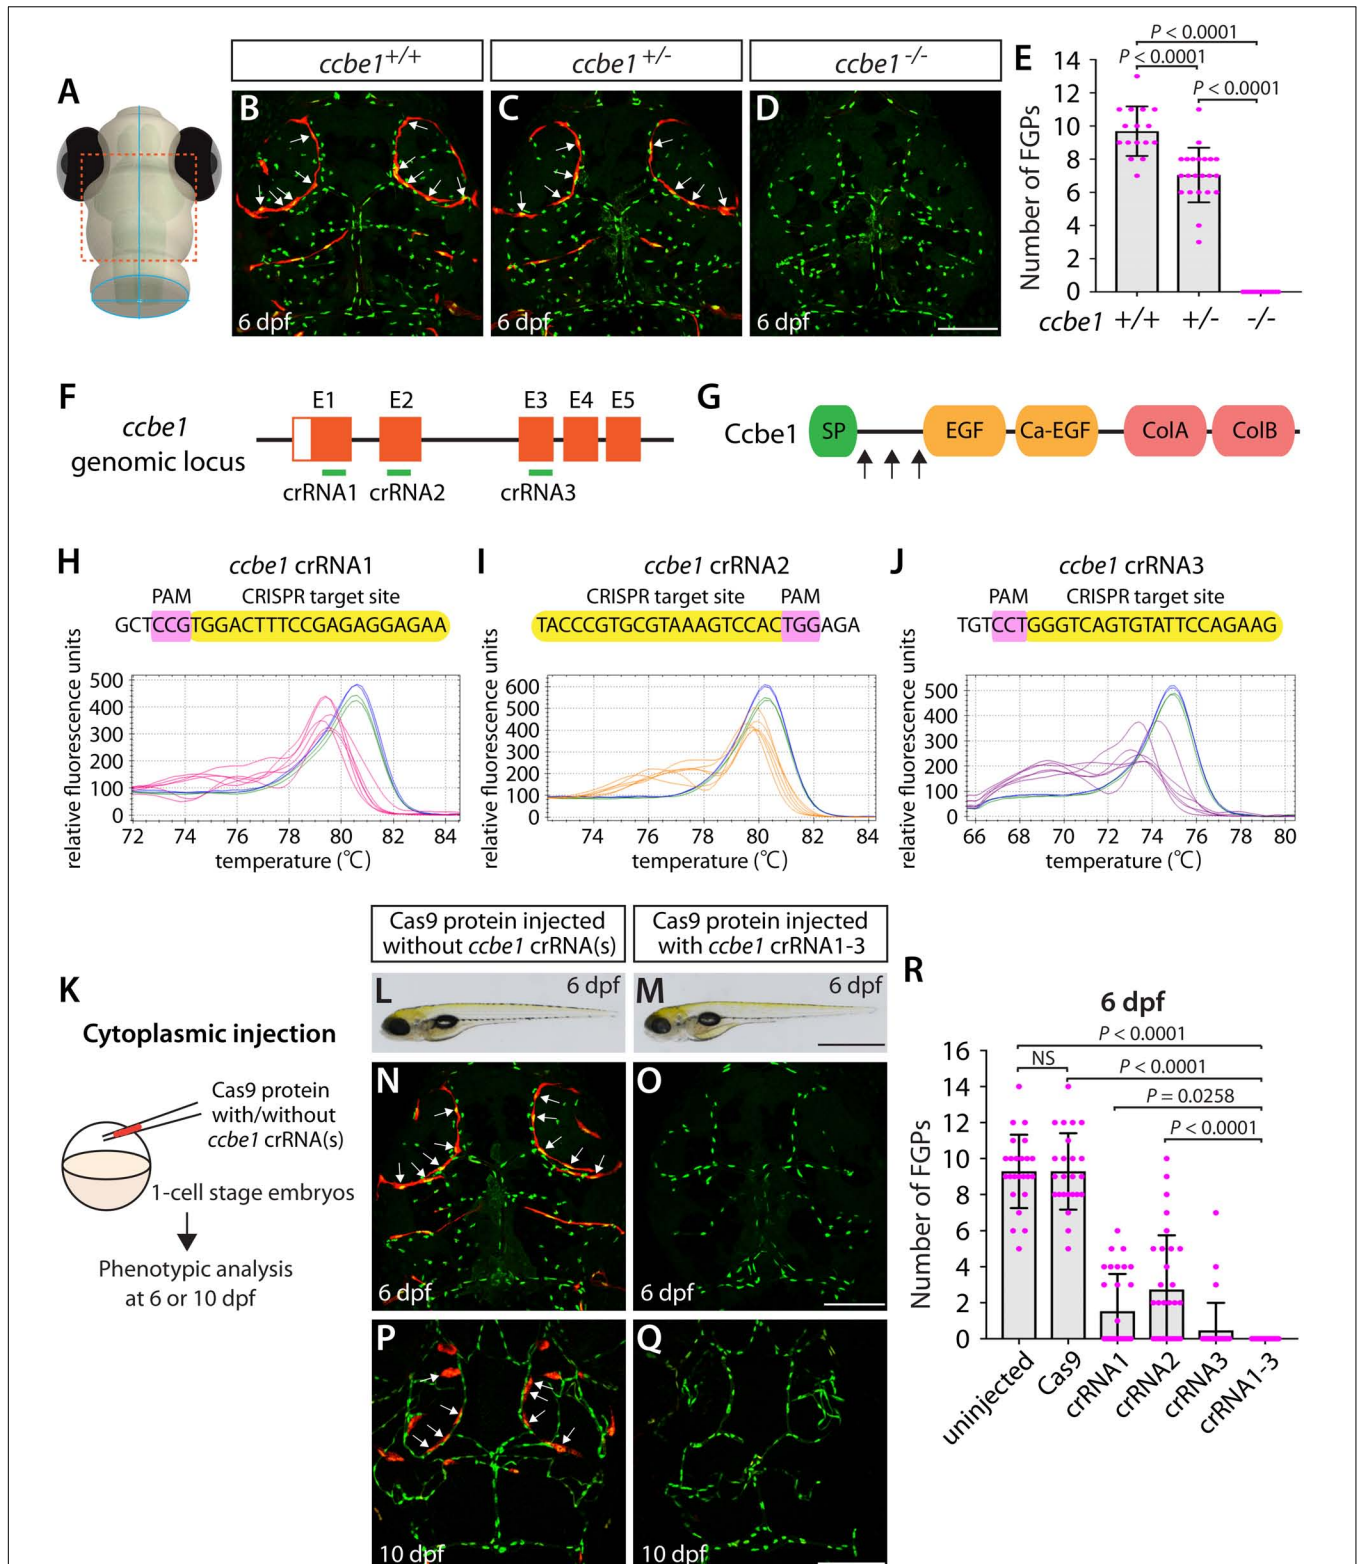 A
ccbe1+/+
ccbe1+/-
ccbe1-/-
B
6 dpf
C
6 dpf
D
6 dpf
E
P < 0.0001
P < 0.0001
P < 0.0001
Number of FGPs
14
12
10
8
6
4
2
0
ccbe1 +/+ +/- -/-
F
ccbe1
genomic locus
E1 E2 E3 E4 E5
crRNA1 crRNA2 crRNA3
G
Ccbe1
SP EGF Ca-EGF ColA ColB
H
ccbe1 crRNA1
PAM CRISPR target site
GCTCCGTGGACTTTCCGAGAGGAGAA
relative fluorescence units
500
400
300
200
100
0
72 74 76 78 80 82 84
temperature (°C)
I
ccbe1 crRNA2
CRISPR target site PAM
TACCCGTGCGTAAAGTCCACTGGAGA
relative fluorescence units
600
500
400
300
200
100
0
74 76 78 80 82 84
temperature (°C)
J
ccbe1 crRNA3
PAM CRISPR target site
TGTCCTGGGTCAGTGTATTCCAGAAG
relative fluorescence units
500
400
300
200
100
0
66 68 70 72 74 76 78 80
temperature (°C)
K
Cytoplasmic injection
Cas9 protein
with/without
ccbe1 crRNA(s)
1-cell stage embryos
Phenotypic analysis
at 6 or 10 dpf
Cas9 protein injected
without ccbe1 crRNA(s)
Cas9 protein injected
with ccbe1 crRNA1-3
L
6 dpf
M
6 dpf
N
6 dpf
O
6 dpf
P
10 dpf
Q
10 dpf
R
6 dpf
P < 0.0001
NS
P < 0.0001
P = 0.0258
P < 0.0001
Number of FGPs
16
14
12
10
8
6
4
2
0
uninjected
Cas9
crRNA1
crRNA2
crRNA3
crRNA1-3